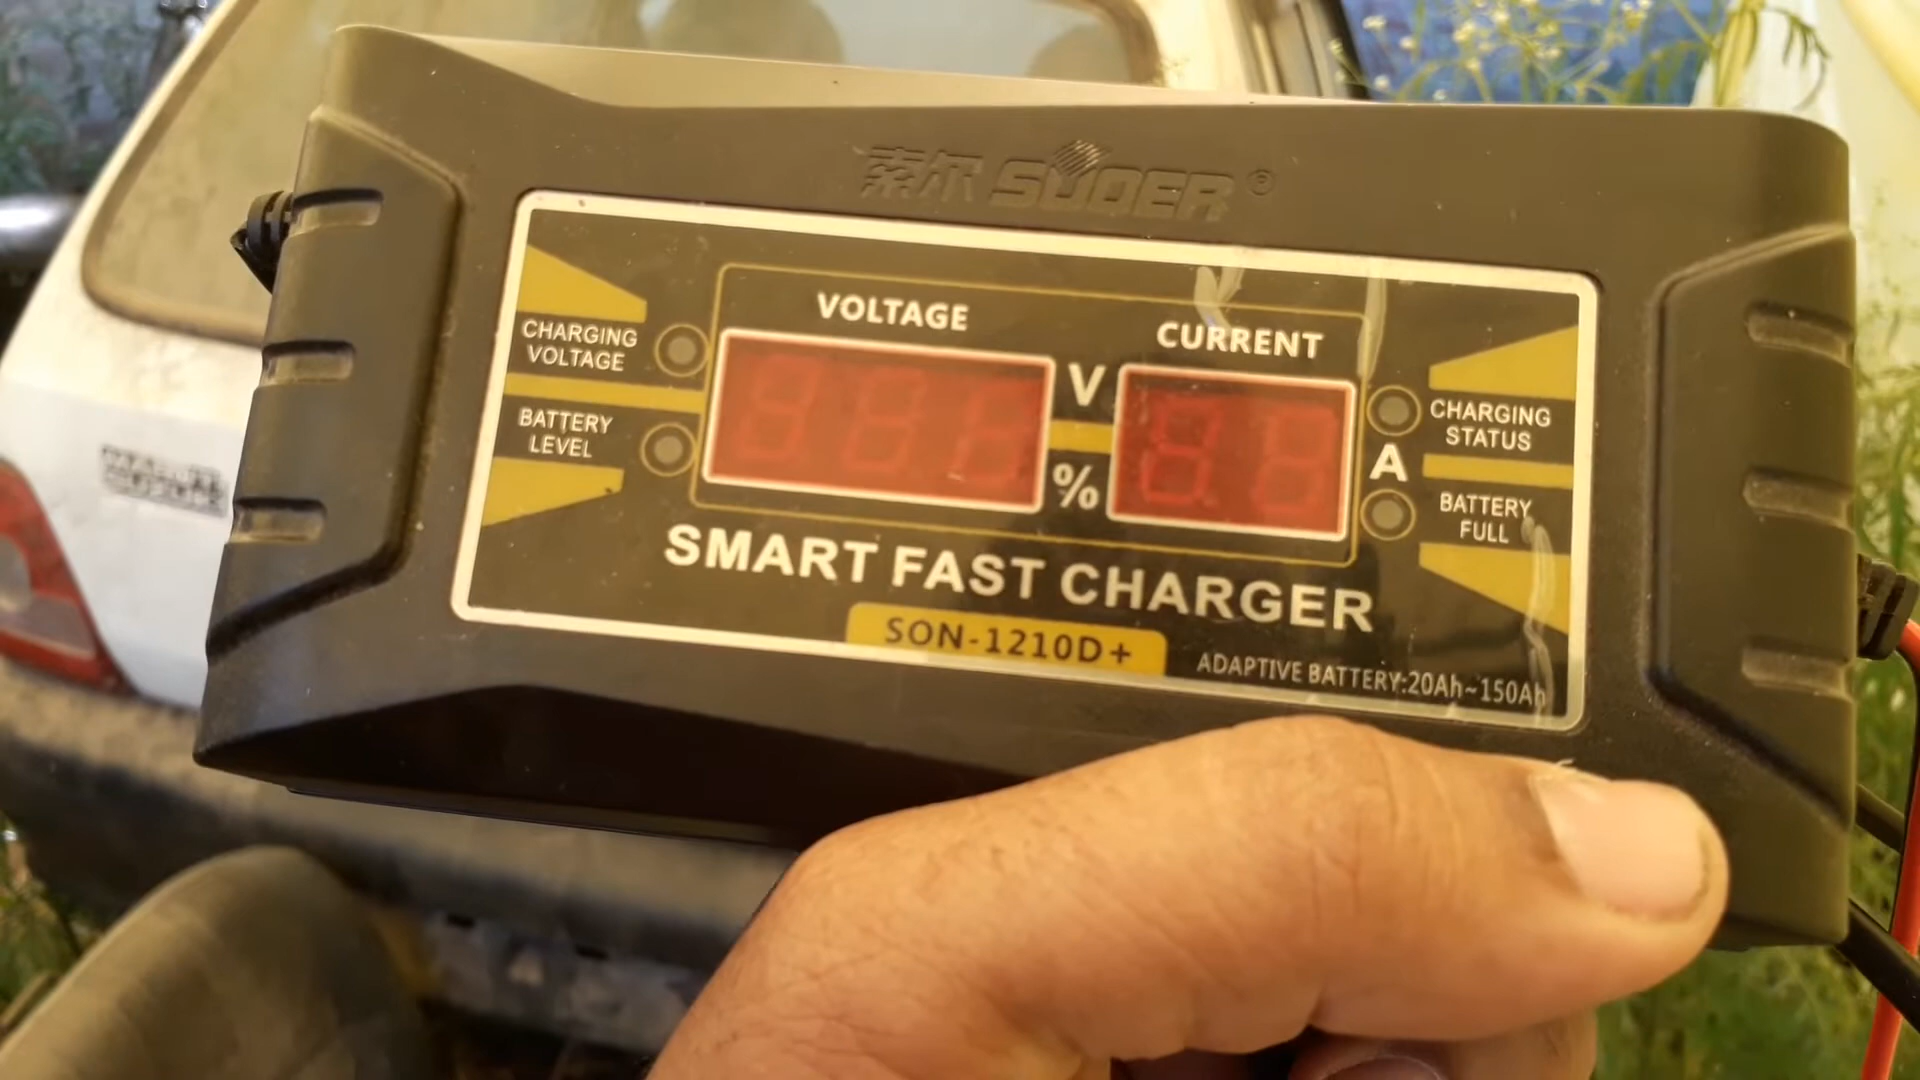 索尔 SUOER®
VOLTAGE
CURRENT
CHARGING
VOLTAGE
BATTERY
LEVEL
V
%
A
CHARGING
STATUS
BATTERY
FULL
SMART FAST CHARGER
SON-1210D+
ADAPTIVE BATTERY:20Ah~150Ah